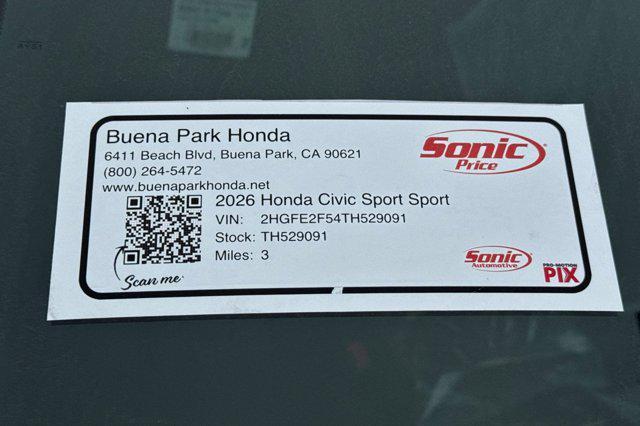 Buena Park Honda
6411 Beach Blvd, Buena Park, CA 90621
(800) 264-5472
www.buenaparkhonda.net
Sonic
Price
2026 Honda Civic Sport Sport
VIN: 2HGFE2F54TH529091
Stock: TH529091
Miles: 3
Scan me
Sonic
Automotive
PRO-MOTION
PIX